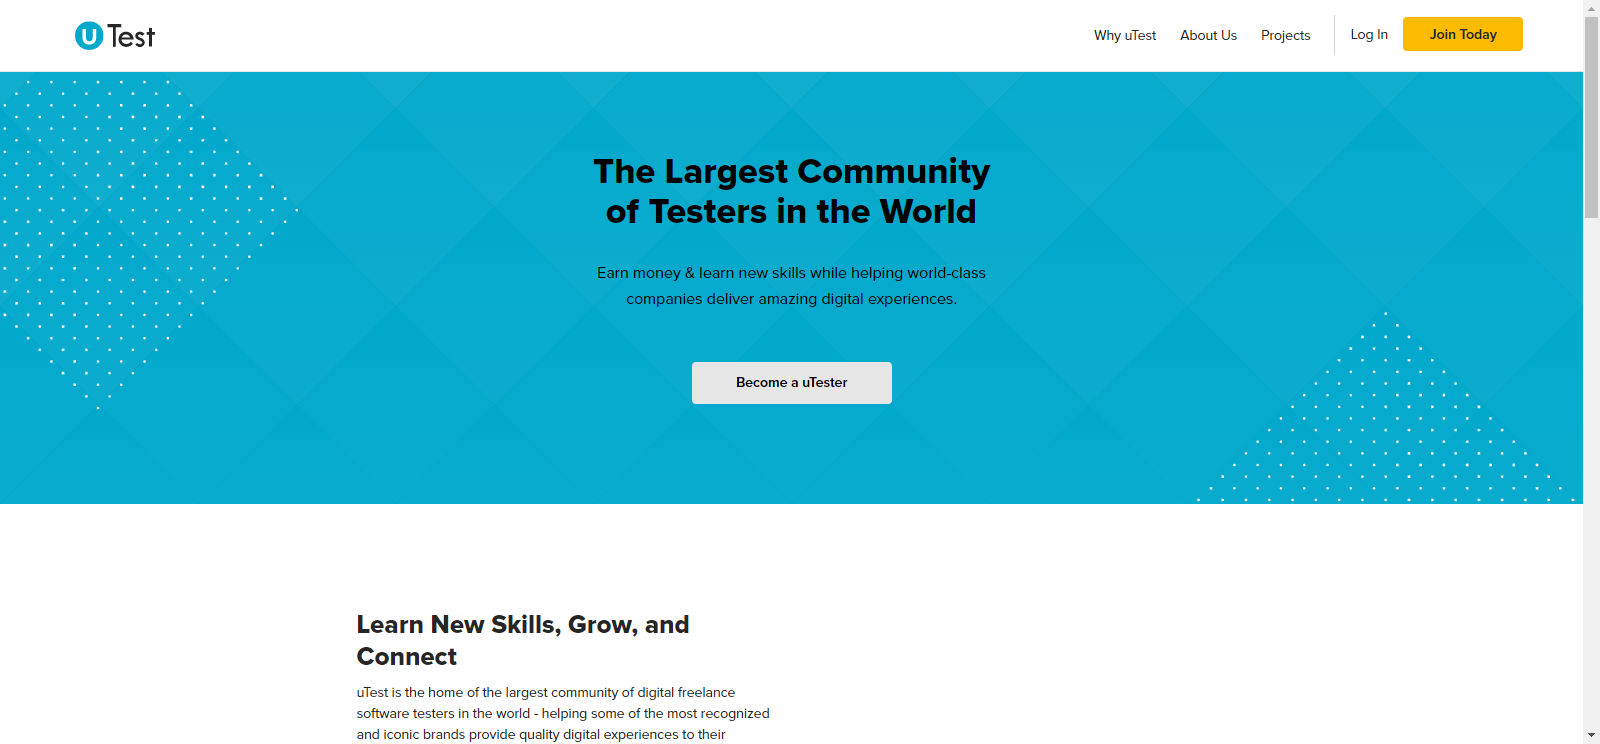 uTest
Why uTest
About Us
Projects
Log In
Join Today
The Largest Community
of Testers in the World
Earn money & learn new skills while helping world-class
companies deliver amazing digital experiences.
Become a uTester
Learn New Skills, Grow, and
Connect
uTest is the home of the largest community of digital freelance
software testers in the world - helping some of the most recognized
and iconic brands provide quality digital experiences to their